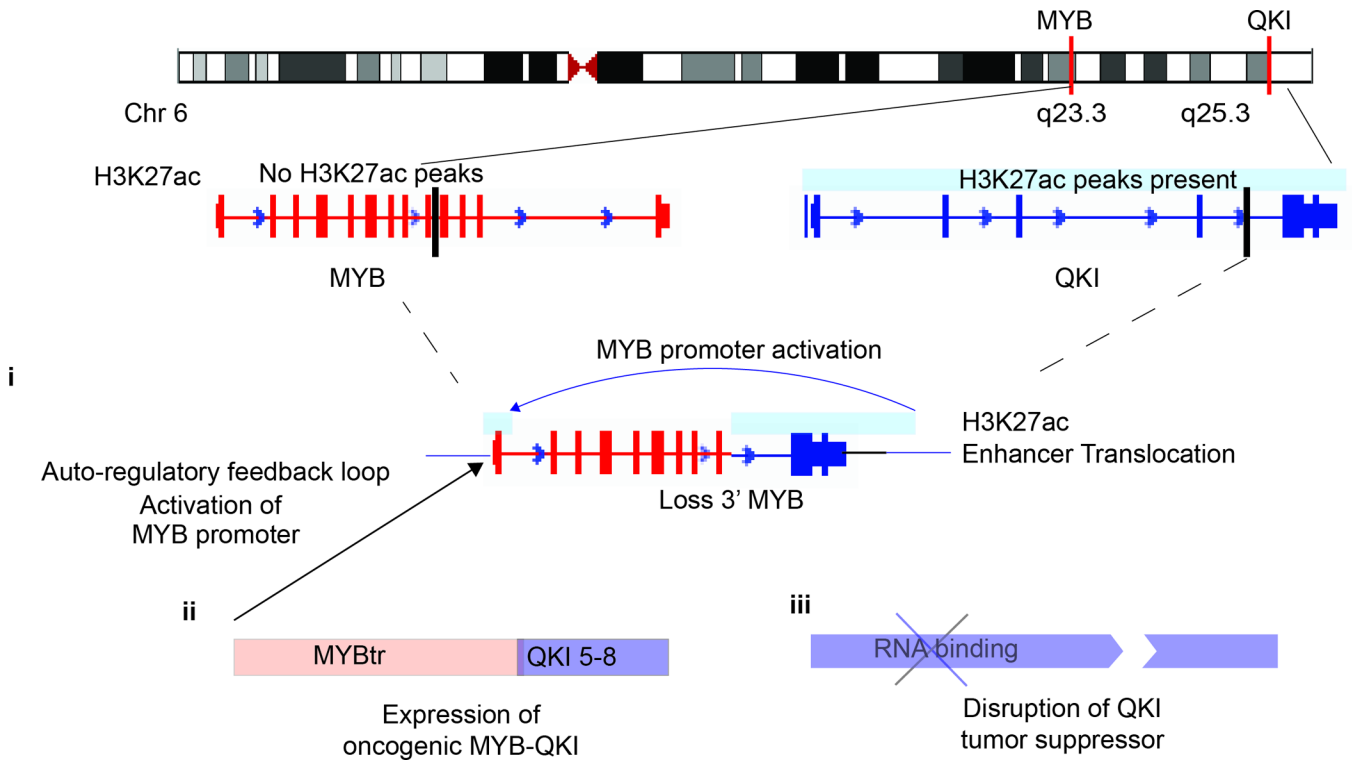 MYB
QKI
Chr 6
q23.3
q25.3
H3K27ac
No H3K27ac peaks
H3K27ac peaks present
MYB
QKI
i
MYB promoter activation
H3K27ac
Enhancer Translocation
Auto-regulatory feedback loop
Activation of
MYB promoter
Loss 3’ MYB
ii
MYBtr
QKI 5-8
Expression of
oncogenic MYB-QKI
iii
RNA binding
Disruption of QKI
tumor suppressor